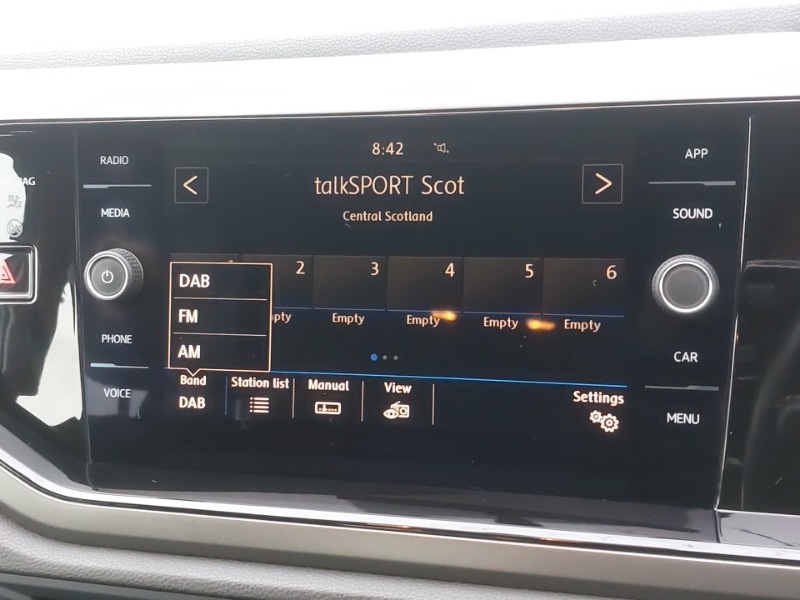 8:42
RADIO
APP
talkSPORT Scot
Central Scotland
MEDIA
SOUND
2 3 4 5 6
DAB
FM
AM
Empty Empty Empty Empty
PHONE
CAR
VOICE
MENU
Band
DAB
Station list
Manual
View
Settings